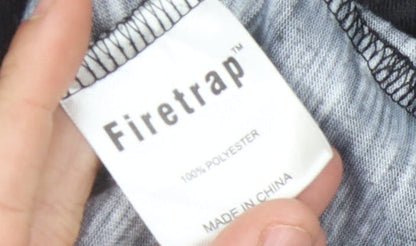 Firetrap™
100% POLYESTER
MADE IN CHINA